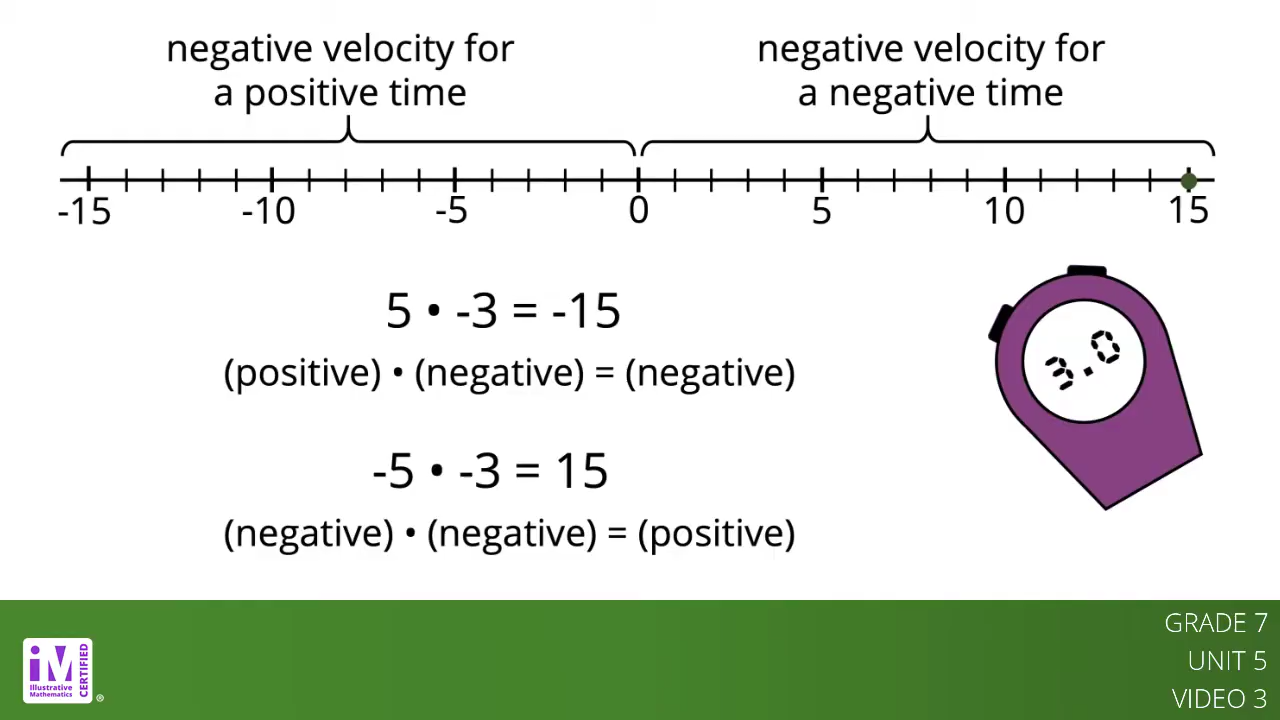 negative velocity for
a positive time
negative velocity for
a negative time
-15 -10 -5 0 5 10 15
5 • -3 = -15
(positive) • (negative) = (negative)
-5 • -3 = 15
(negative) • (negative) = (positive)
3.0
iM CERTIFIED
Illustrative
Mathematics
®
GRADE 7
UNIT 5
VIDEO 3